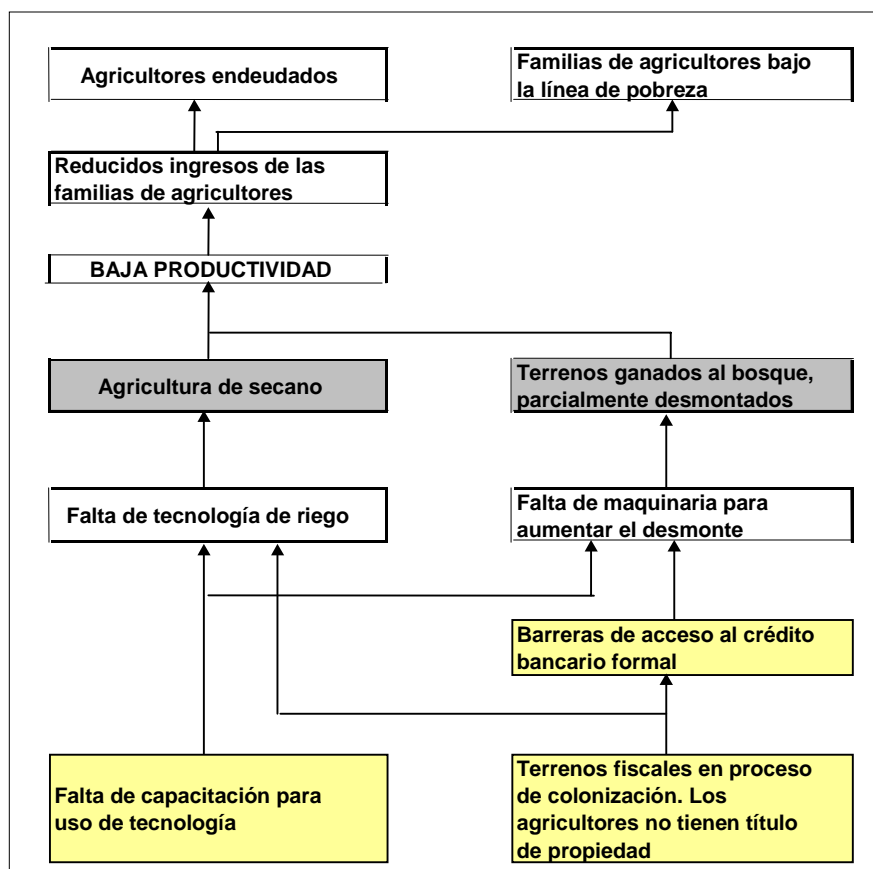 Agricultores endeudados
Familias de agricultores bajo
la línea de pobreza
Reducidos ingresos de las
familias de agricultores
BAJA PRODUCTIVIDAD
Agricultura de secano
Terrenos ganados al bosque,
parcialmente desmontados
Falta de tecnología de riego
Falta de maquinaria para
aumentar el desmonte
Barreras de acceso al crédito
bancario formal
Falta de capacitación para
uso de tecnología
Terrenos fiscales en proceso
de colonización. Los
agricultores no tienen título
de propiedad